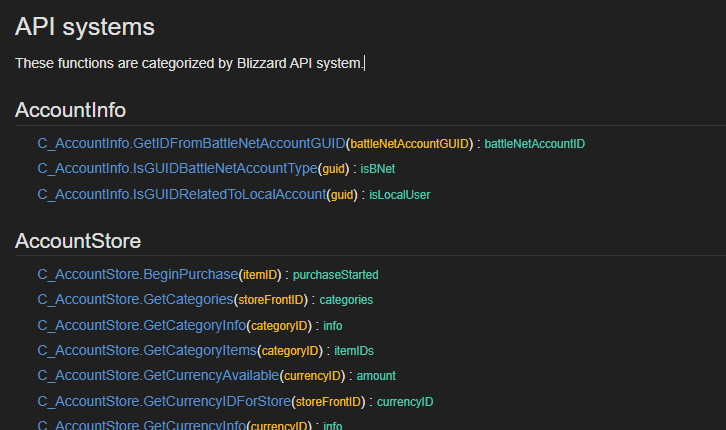 API systems
These functions are categorized by Blizzard API system.
AccountInfo
C_AccountInfo.GetIDFromBattleNetAccountGUID(battleNetAccountGUID) : battleNetAccountID
C_AccountInfo.IsGUIDBattleNetAccountType(guid) : isBNet
C_AccountInfo.IsGUIDRelatedToLocalAccount(guid) : isLocalUser
AccountStore
C_AccountStore.BeginPurchase(itemID) : purchaseStarted
C_AccountStore.GetCategories(storeFrontID) : categories
C_AccountStore.GetCategoryInfo(categoryID) : info
C_AccountStore.GetCategoryItems(categoryID) : itemIDs
C_AccountStore.GetCurrencyAvailable(currencyID) : amount
C_AccountStore.GetCurrencyIDForStore(storeFrontID) : currencyID
C_AccountStore.GetCurrencyInfo(currencyID) : info